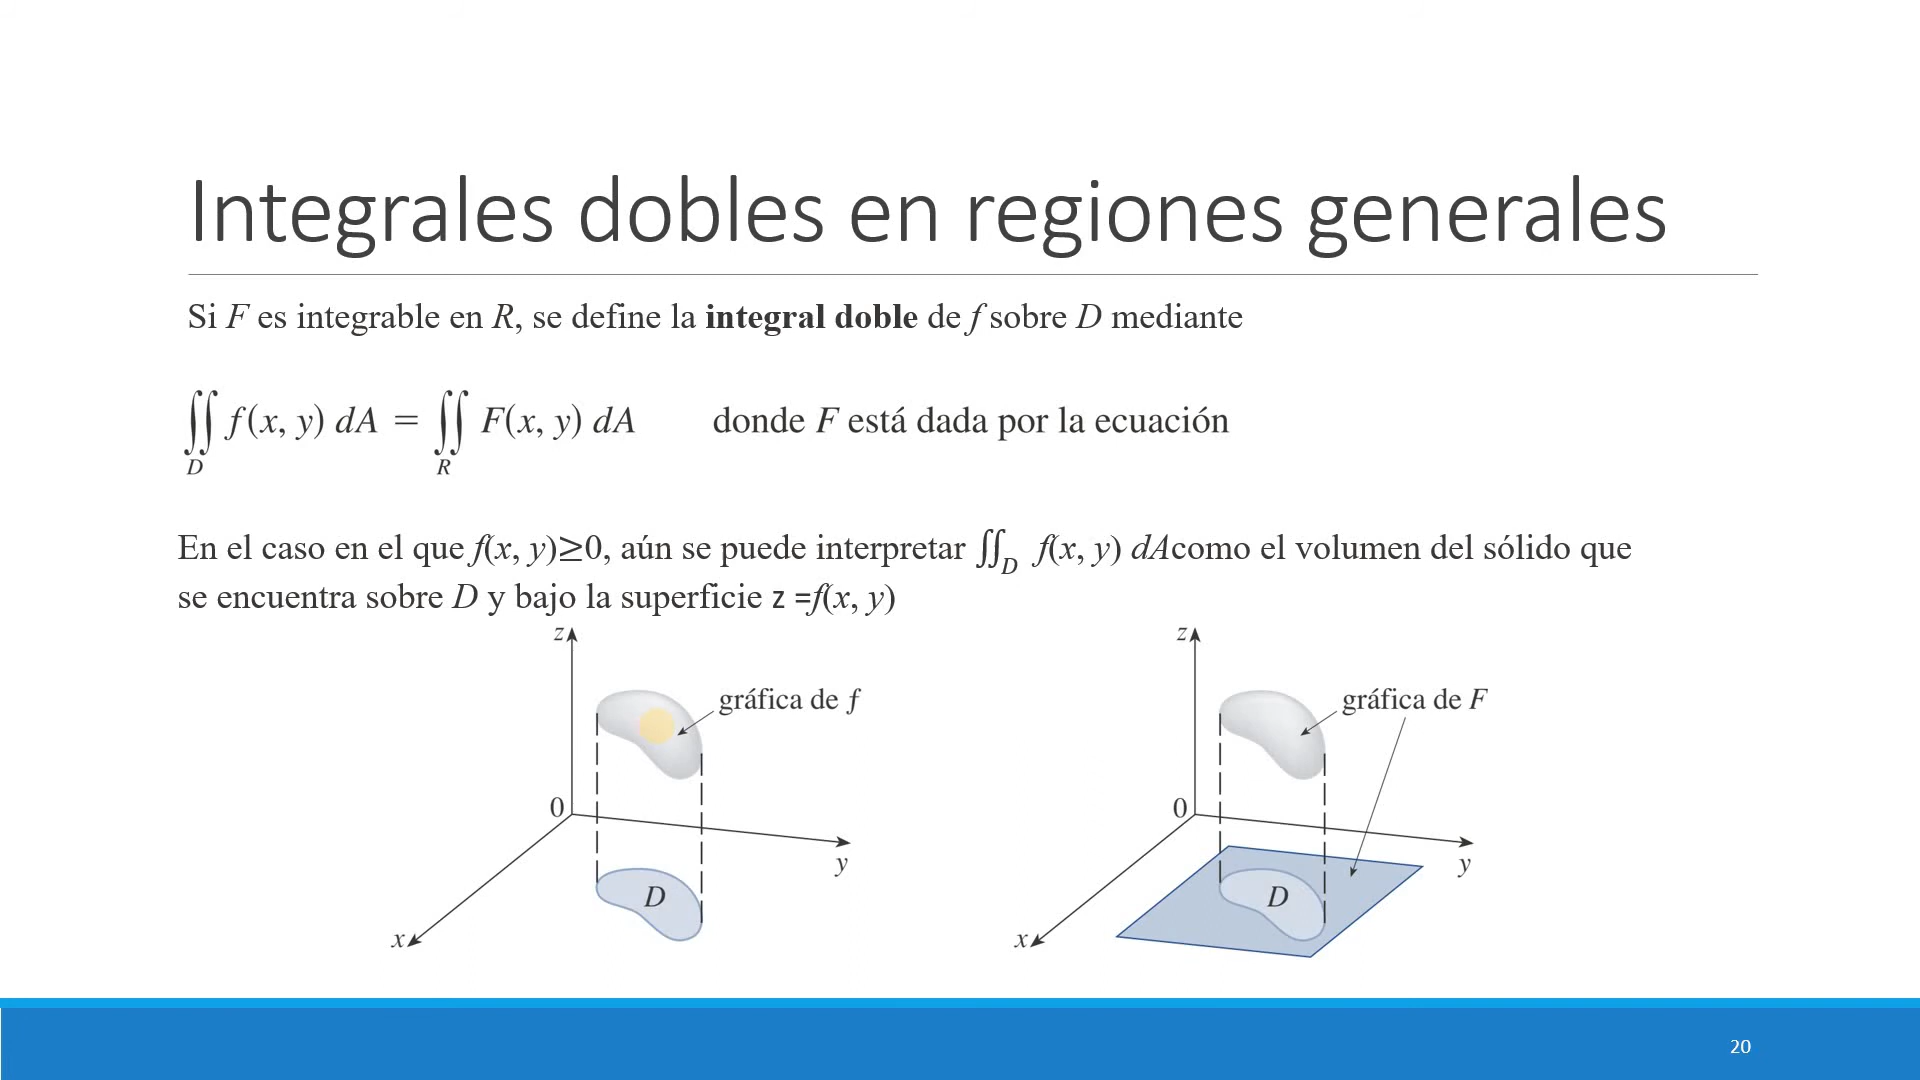 Integrales dobles en regiones generales
Si F es integrable en R, se define la integral doble de f sobre D mediante
∬ f(x, y) dA = ∬ F(x, y) dA donde F está dada por la ecuación
D R
En el caso en el que f(x, y)≥0, aún se puede interpretar ∬D f(x, y) dAcomo el volumen del sólido que
se encuentra sobre D y bajo la superficie z =f(x, y)
z
gráfica de f
0
y
D
x
z
gráfica de F
0
y
D
x
20